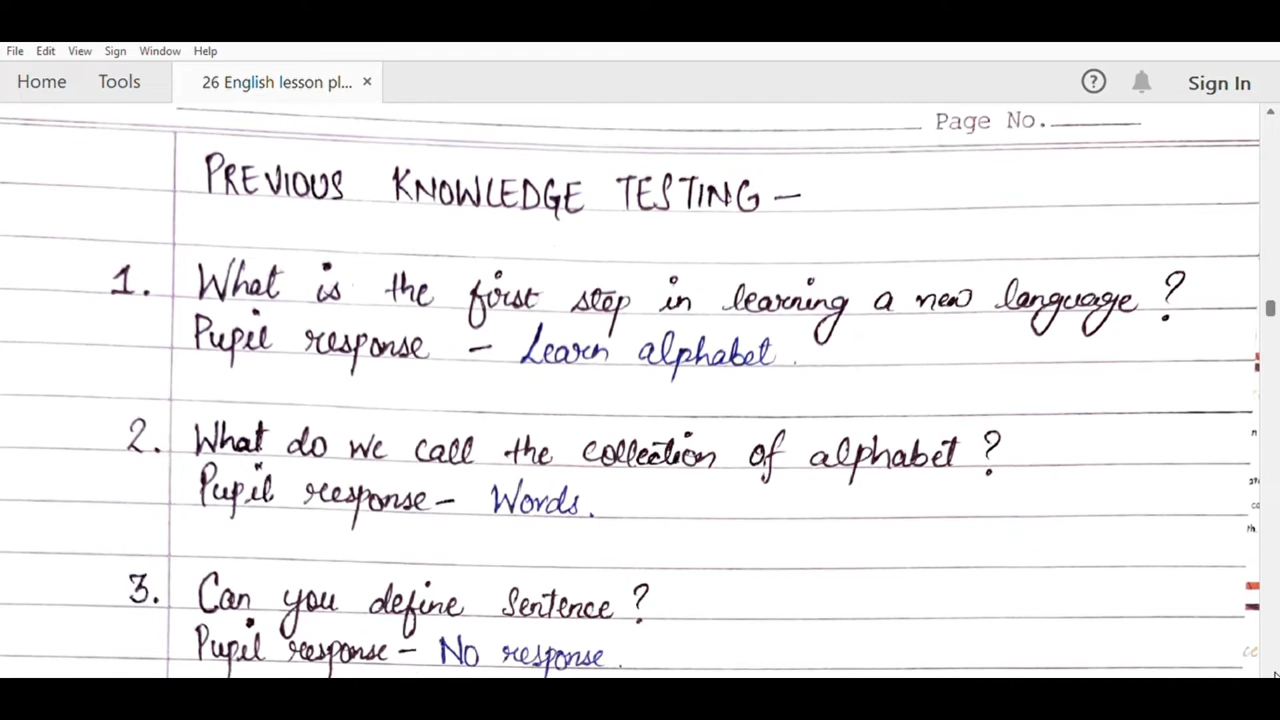 File Edit View Sign Window Help
Home Tools 26 English lesson pl... × ? Sign In
Page No.
PREVIOUS KNOWLEDGE TESTING –
1. What is the first step in learning a new language ?
Pupil response – Learn alphabet.
2. What do we call the collection of alphabet ?
Pupil response – Words.
3. Can you define sentence ?
Pupil response – No response.